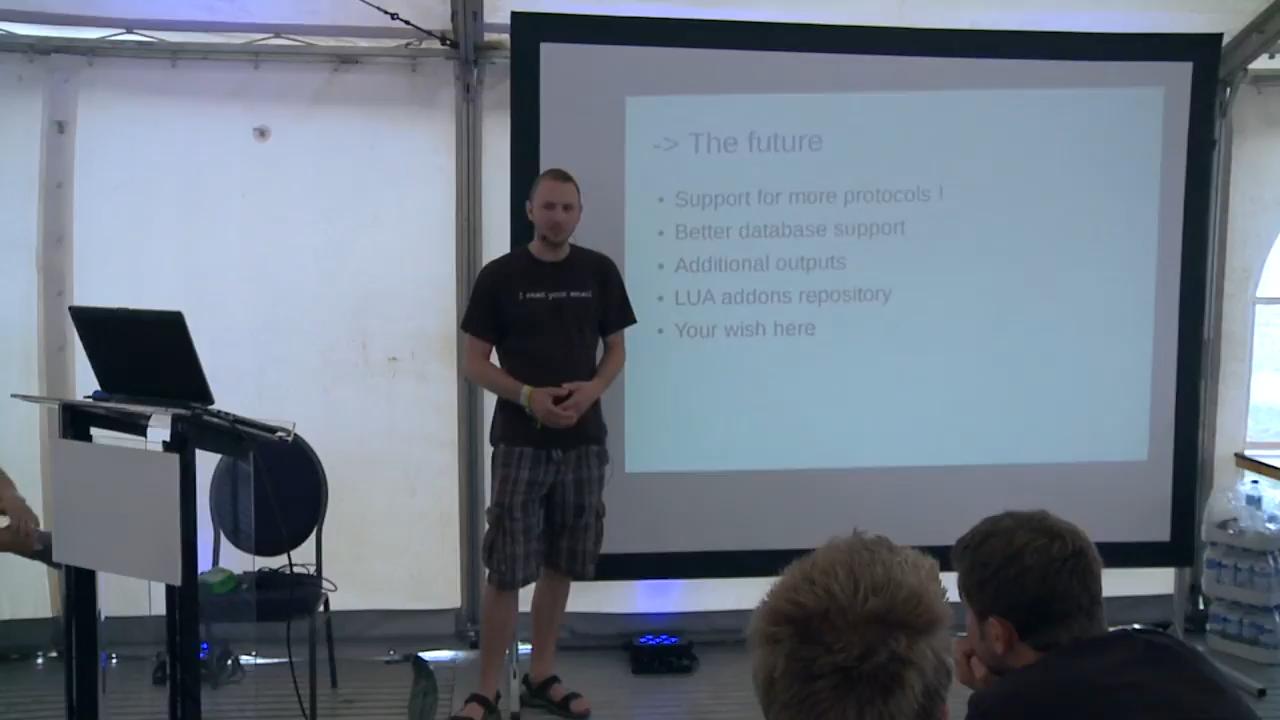 -> The future
• Support for more protocols !
• Better database support
• Additional outputs
• LUA addons repository
• Your wish here
I read your email